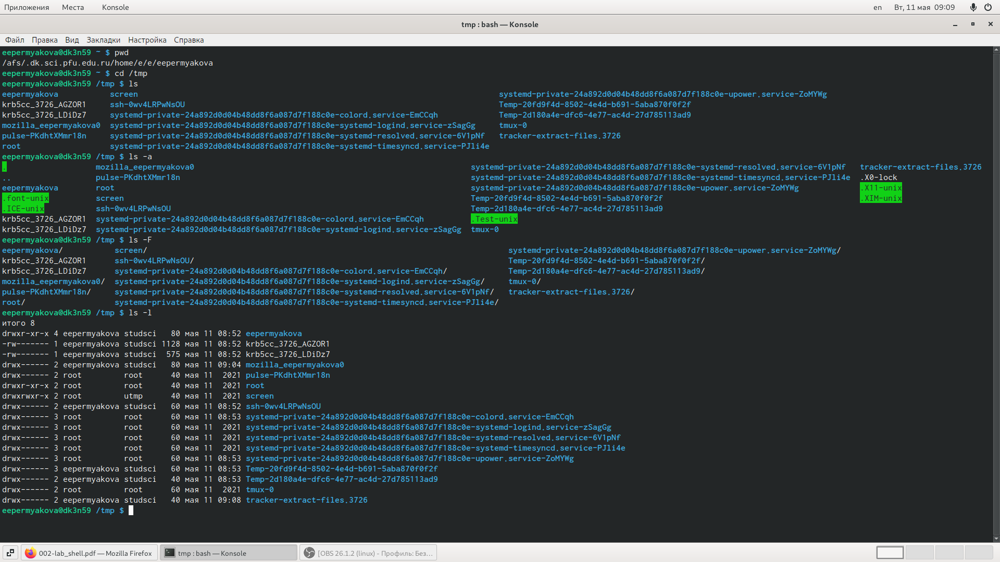 Приложения Места Konsole en Вт, 11 мая 09:09
tmp : bash — Konsole
Файл Правка Вид Закладки Настройка Справка
eepermyakova@dk3n59 ~ $ pwd
/afs/.dk.sci.pfu.edu.ru/home/e/e/eepermyakova
eepermyakova@dk3n59 ~ $ cd /tmp
eepermyakova@dk3n59 /tmp $ ls
eepermyakova screen systemd-private-24a892d0d04b48dd8f6a087d7f188c0e-upower.service-ZoMYWg
krb5cc_3726_AGZOR1 ssh-0wv4LRPwNsOU Temp-20fd9f4d-8502-4e4d-b691-5aba870f0f2f
krb5cc_3726_LDiDz7 systemd-private-24a892d0d04b48dd8f6a087d7f188c0e-colord.service-EmCCqh Temp-2d180a4e-dfc6-4e77-ac4d-27d785113ad9
mozilla_eepermyakova0 systemd-private-24a892d0d04b48dd8f6a087d7f188c0e-systemd-logind.service-zSagGg tmux-0
pulse-PKdhtXMmr18n systemd-private-24a892d0d04b48dd8f6a087d7f188c0e-systemd-resolved.service-6V1pNf tracker-extract-files.3726
root systemd-private-24a892d0d04b48dd8f6a087d7f188c0e-systemd-timesyncd.service-PJli4e
eepermyakova@dk3n59 /tmp $ ls -a
. mozilla_eepermyakova0 systemd-private-24a892d0d04b48dd8f6a087d7f188c0e-systemd-resolved.service-6V1pNf tracker-extract-files.3726
.. pulse-PKdhtXMmr18n systemd-private-24a892d0d04b48dd8f6a087d7f188c0e-systemd-timesyncd.service-PJli4e .X0-lock
eepermyakova root systemd-private-24a892d0d04b48dd8f6a087d7f188c0e-upower.service-ZoMYWg .X11-unix
.font-unix screen Temp-20fd9f4d-8502-4e4d-b691-5aba870f0f2f .XIM-unix
.ICE-unix ssh-0wv4LRPwNsOU Temp-2d180a4e-dfc6-4e77-ac4d-27d785113ad9
krb5cc_3726_AGZOR1 systemd-private-24a892d0d04b48dd8f6a087d7f188c0e-colord.service-EmCCqh .Test-unix
krb5cc_3726_LDiDz7 systemd-private-24a892d0d04b48dd8f6a087d7f188c0e-systemd-logind.service-zSagGg tmux-0
eepermyakova@dk3n59 /tmp $ ls -F
eepermyakova/ screen/ systemd-private-24a892d0d04b48dd8f6a087d7f188c0e-upower.service-ZoMYWg/
krb5cc_3726_AGZOR1 ssh-0wv4LRPwNsOU/ Temp-20fd9f4d-8502-4e4d-b691-5aba870f0f2f/
krb5cc_3726_LDiDz7 systemd-private-24a892d0d04b48dd8f6a087d7f188c0e-colord.service-EmCCqh/ Temp-2d180a4e-dfc6-4e77-ac4d-27d785113ad9/
mozilla_eepermyakova0/ systemd-private-24a892d0d04b48dd8f6a087d7f188c0e-systemd-logind.service-zSagGg/ tmux-0/
pulse-PKdhtXMmr18n/ systemd-private-24a892d0d04b48dd8f6a087d7f188c0e-systemd-resolved.service-6V1pNf/ tracker-extract-files.3726/
root/ systemd-private-24a892d0d04b48dd8f6a087d7f188c0e-systemd-timesyncd.service-PJli4e/
eepermyakova@dk3n59 /tmp $ ls -l
итого 8
drwxr-xr-x 4 eepermyakova studsci 80 мая 11 08:52 eepermyakova
-rw------- 1 eepermyakova studsci 1128 мая 11 08:52 krb5cc_3726_AGZOR1
-rw------- 1 eepermyakova studsci 575 мая 11 08:52 krb5cc_3726_LDiDz7
drwx------ 2 eepermyakova studsci 80 мая 11 09:04 mozilla_eepermyakova0
drwx------ 2 root root 40 мая 11 2021 pulse-PKdhtXMmr18n
drwxr-xr-x 2 root root 40 мая 11 2021 root
drwxrwxr-x 2 root utmp 40 мая 11 2021 screen
drwx------ 2 eepermyakova studsci 60 мая 11 08:52 ssh-0wv4LRPwNsOU
drwx------ 3 root root 60 мая 11 08:53 systemd-private-24a892d0d04b48dd8f6a087d7f188c0e-colord.service-EmCCqh
drwx------ 3 root root 60 мая 11 2021 systemd-private-24a892d0d04b48dd8f6a087d7f188c0e-systemd-logind.service-zSagGg
drwx------ 3 root root 60 мая 11 2021 systemd-private-24a892d0d04b48dd8f6a087d7f188c0e-systemd-resolved.service-6V1pNf
drwx------ 3 root root 60 мая 11 2021 systemd-private-24a892d0d04b48dd8f6a087d7f188c0e-systemd-timesyncd.service-PJli4e
drwx------ 3 root root 60 мая 11 08:53 systemd-private-24a892d0d04b48dd8f6a087d7f188c0e-upower.service-ZoMYWg
drwx------ 3 eepermyakova studsci 60 мая 11 08:53 Temp-20fd9f4d-8502-4e4d-b691-5aba870f0f2f
drwx------ 2 eepermyakova studsci 40 мая 11 08:53 Temp-2d180a4e-dfc6-4e77-ac4d-27d785113ad9
drwx------ 2 root root 60 мая 11 2021 tmux-0
drwx------ 2 eepermyakova studsci 40 мая 11 09:08 tracker-extract-files.3726
eepermyakova@dk3n59 /tmp $
002-lab_shell.pdf — Mozilla Firefox tmp : bash — Konsole [OBS 26.1.2 (linux) - Профиль: Без...